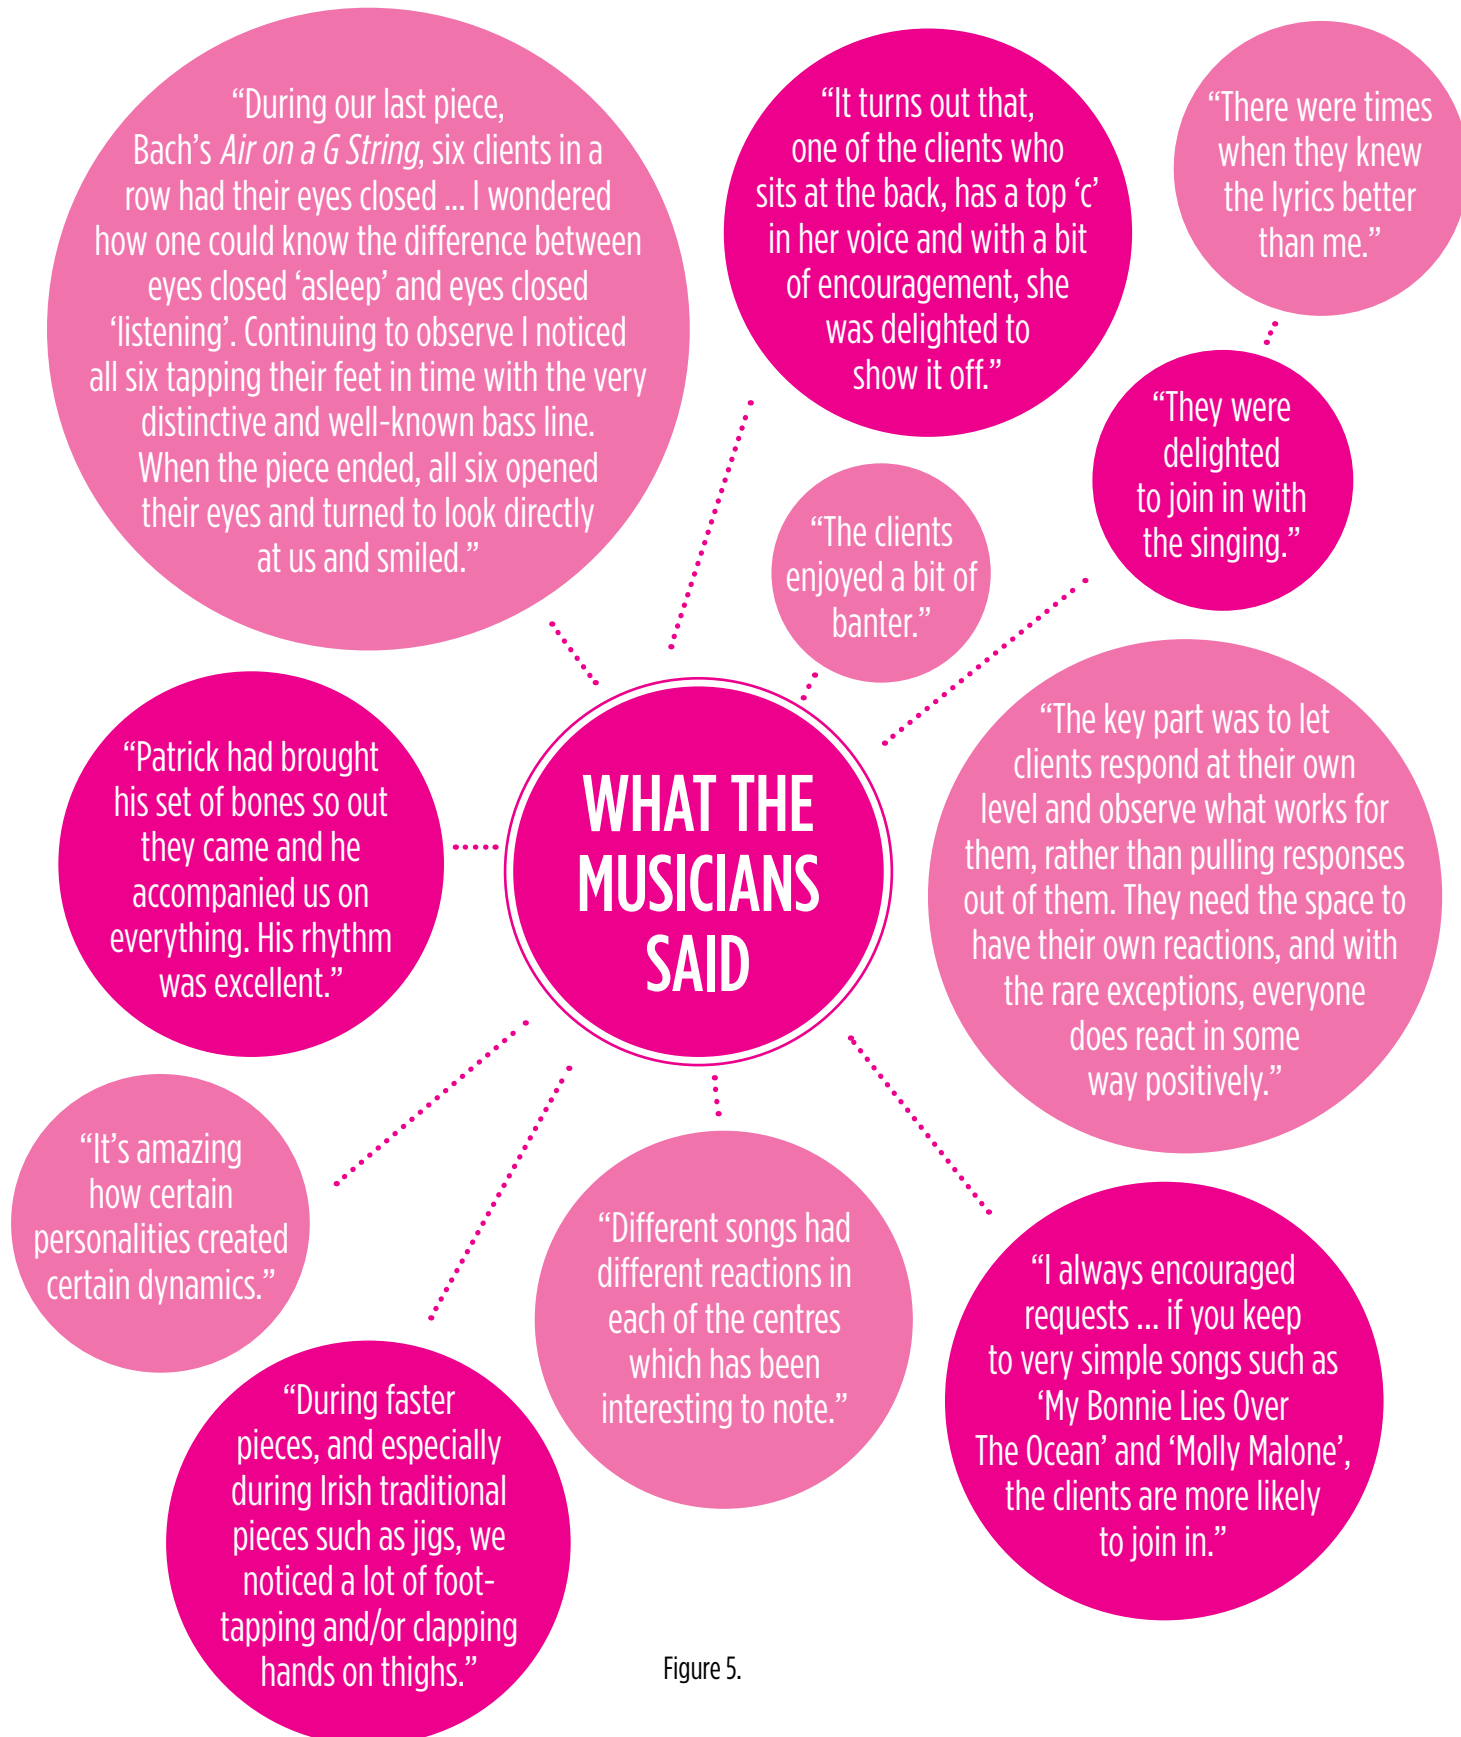 “During our last piece,
Bach’s Air on a G String, six clients in a
row had their eyes closed ... I wondered
how one could know the difference between
eyes closed ‘asleep’ and eyes closed
‘listening’. Continuing to observe I noticed
all six tapping their feet in time with the very
distinctive and well-known bass line.
When the piece ended, all six opened
their eyes and turned to look directly
at us and smiled.”
“It turns out that,
one of the clients who
sits at the back, has a top ‘c’
in her voice and with a bit
of encouragement, she
was delighted to
show it off.”
“There were times
when they knew
the lyrics better
than me.”
“They were
delighted
to join in with
the singing.”
“The clients
enjoyed a bit of
banter.”
“Patrick had brought
his set of bones so out
they came and he
accompanied us on
everything. His rhythm
was excellent.”
WHAT THE
MUSICIANS
SAID
“The key part was to let
clients respond at their own
level and observe what works for
them, rather than pulling responses
out of them. They need the space to
have their own reactions, and with
the rare exceptions, everyone
does react in some
way positively.”
“It’s amazing
how certain
personalities created
certain dynamics.”
“Different songs had
different reactions in
each of the centres
which has been
interesting to note.”
“I always encouraged
requests ... if you keep
to very simple songs such as
‘My Bonnie Lies Over
The Ocean’ and ‘Molly Malone’,
the clients are more likely
to join in.”
“During faster
pieces, and especially
during Irish traditional
pieces such as jigs, we
noticed a lot of foot-
tapping and/or clapping
hands on thighs.”
Figure 5.